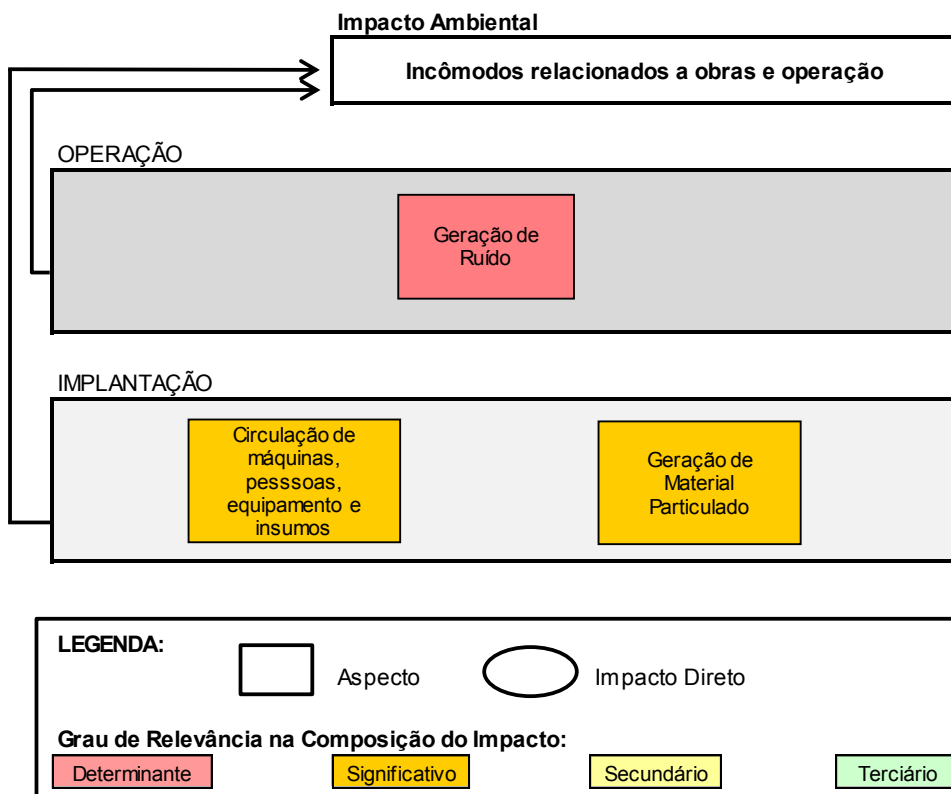 Impacto Ambiental
Incômodos relacionados a obras e operação
OPERAÇÃO
Geração de
Ruído
IMPLANTAÇÃO
Circulação de
máquinas,
pesssoas,
equipamento e
insumos
Geração de
Material
Particulado
LEGENDA:
Aspecto
Impacto Direto
Grau de Relevância na Composição do Impacto:
Determinante
Significativo
Secundário
Terciário